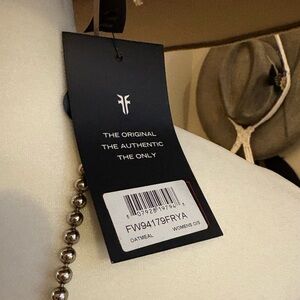 THE ORIGINAL
THE AUTHENTIC
THE ONLY
FW94179FRYA
OATMEAL WOMENS O/S